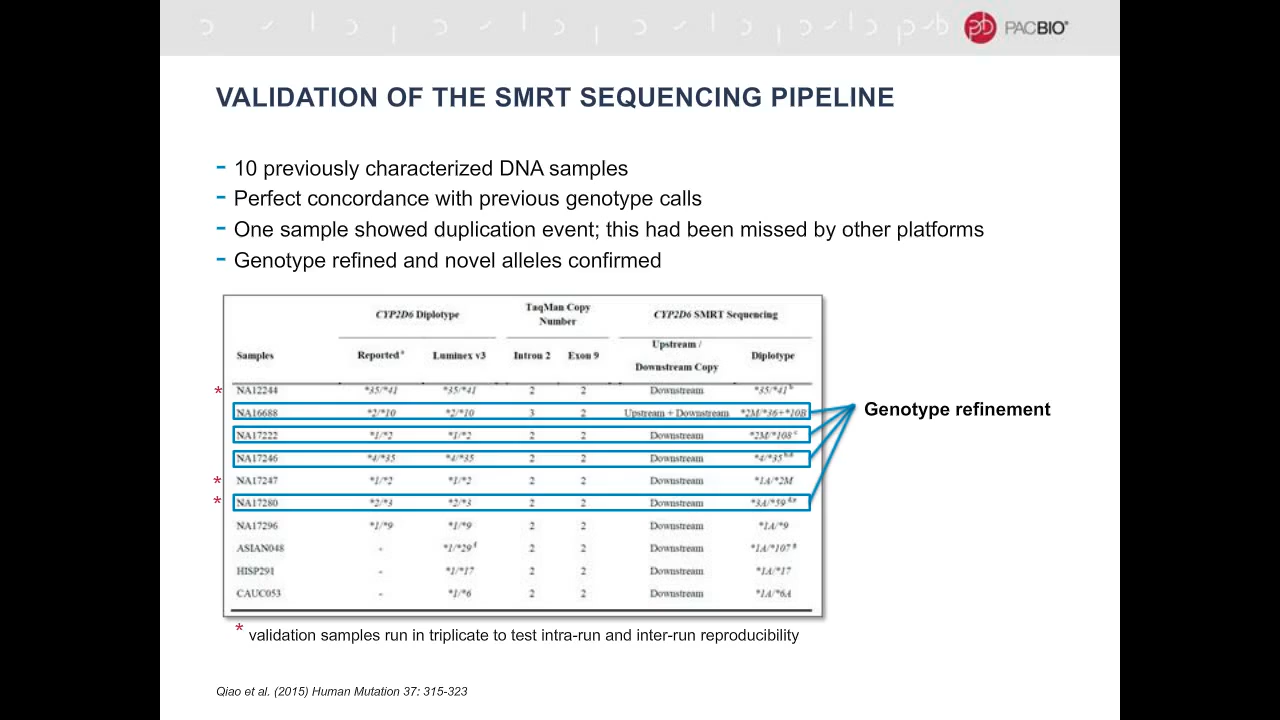 PACBIO®
VALIDATION OF THE SMRT SEQUENCING PIPELINE
- 10 previously characterized DNA samples
- Perfect concordance with previous genotype calls
- One sample showed duplication event; this had been missed by other platforms
- Genotype refined and novel alleles confirmed
CYP2D6 Diplotype TaqMan Copy Number CYP2D6 SMRT Sequencing
Samples Reported a Luminex v3 Intron 2 Exon 9 Upstream / Downstream Copy Diplotype
* NA12244 *35/*41 *35/*41 2 2 Downstream *35/*41 b
NA16688 *2/*10 *2/*10 3 2 Upstream + Downstream *2M/*36+*10B
NA17222 *1/*2 *1/*2 2 2 Downstream *2M/*108 c
NA17246 *4/*35 *4/*35 2 2 Downstream *4/*35
* NA17247 *1/*2 *1/*2 2 2 Downstream *1A/*2M
* NA17280 *2/*3 *2/*3 2 2 Downstream *3A/*59
NA17296 *1/*9 *1/*9 2 2 Downstream *1A/*9
ASIAN048 - *1/*29 f 2 2 Downstream *1A/*107 g
HISP291 - *1/*17 2 2 Downstream *1A/*17
CAUC053 - *1/*6 2 2 Downstream *1A/*6A
Genotype refinement
* validation samples run in triplicate to test intra-run and inter-run reproducibility
Qiao et al. (2015) Human Mutation 37: 315-323